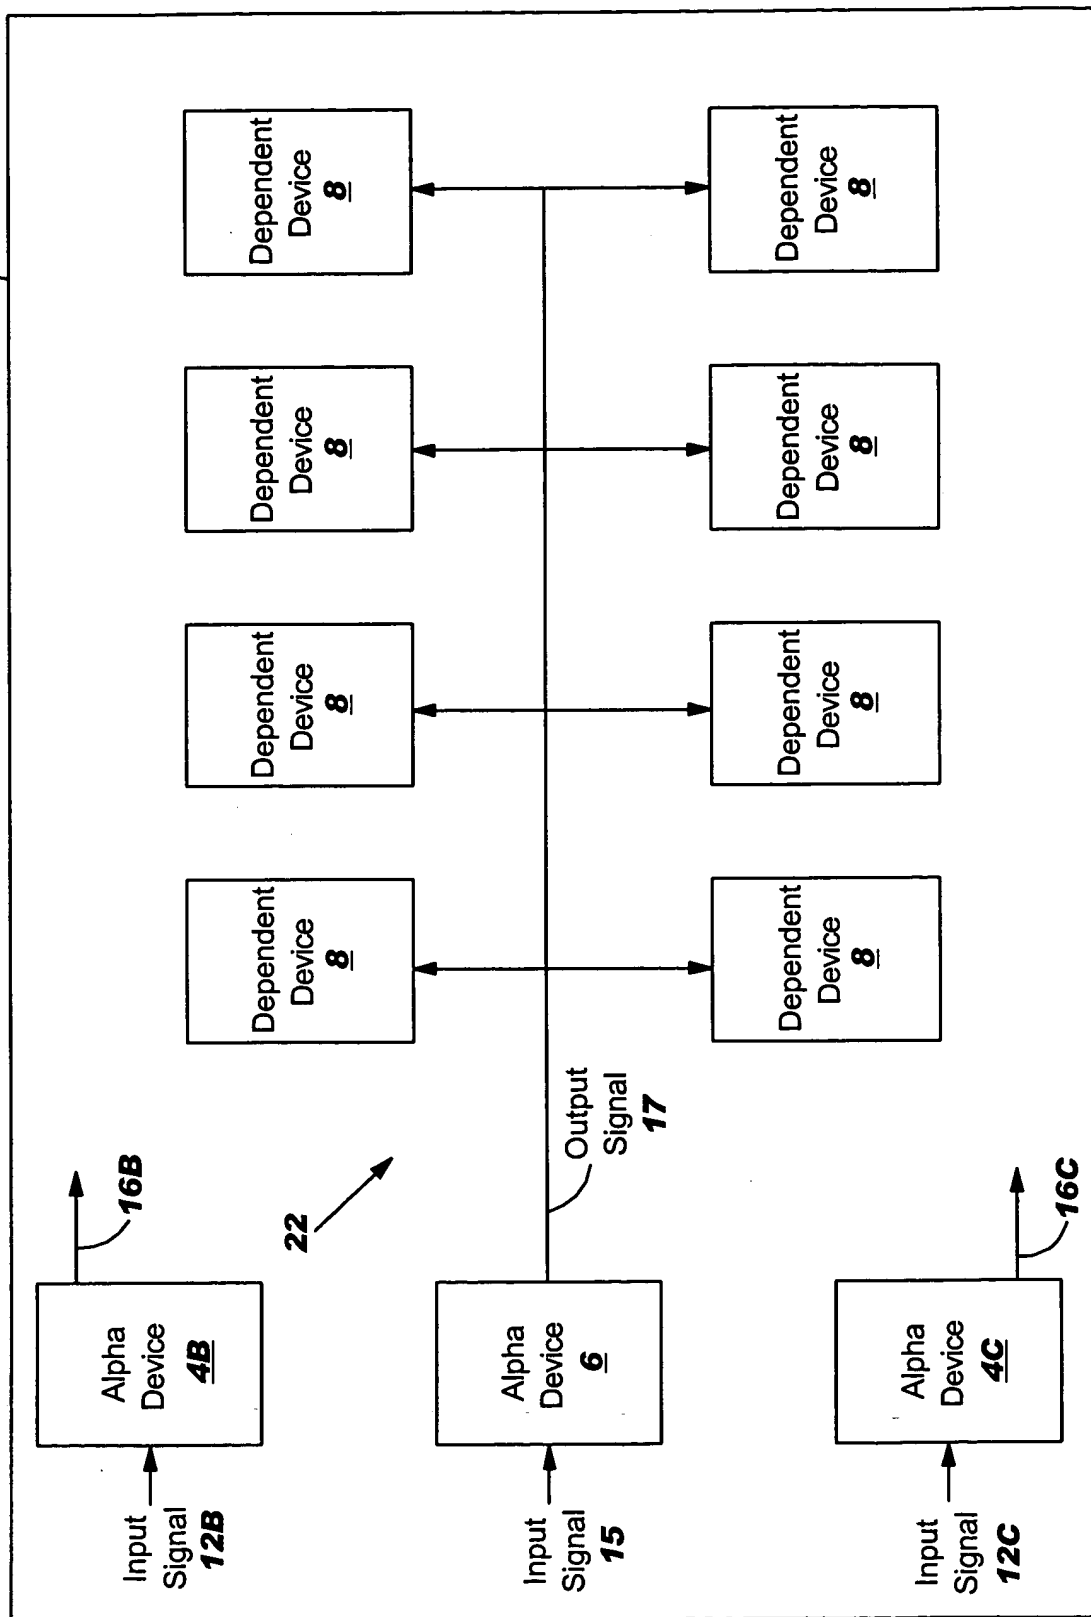 Input
Signal
12B
Alpha
Device
4B
16B
22
Dependent
Device
8
Dependent
Device
8
Dependent
Device
8
Dependent
Device
8
Input
Signal
15
Alpha
Device
6
Output
Signal
17
Dependent
Device
8
Dependent
Device
8
Dependent
Device
8
Dependent
Device
8
Input
Signal
12C
Alpha
Device
4C
16C